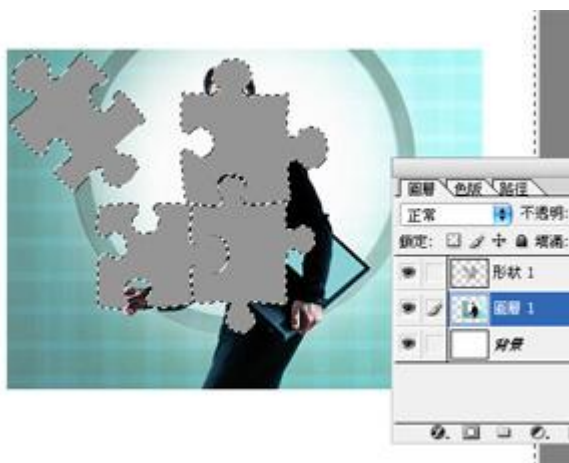 圖層 色版 路徑
正常 不透明:
鎖定: 填滿:
形狀 1
圖層 1
背景